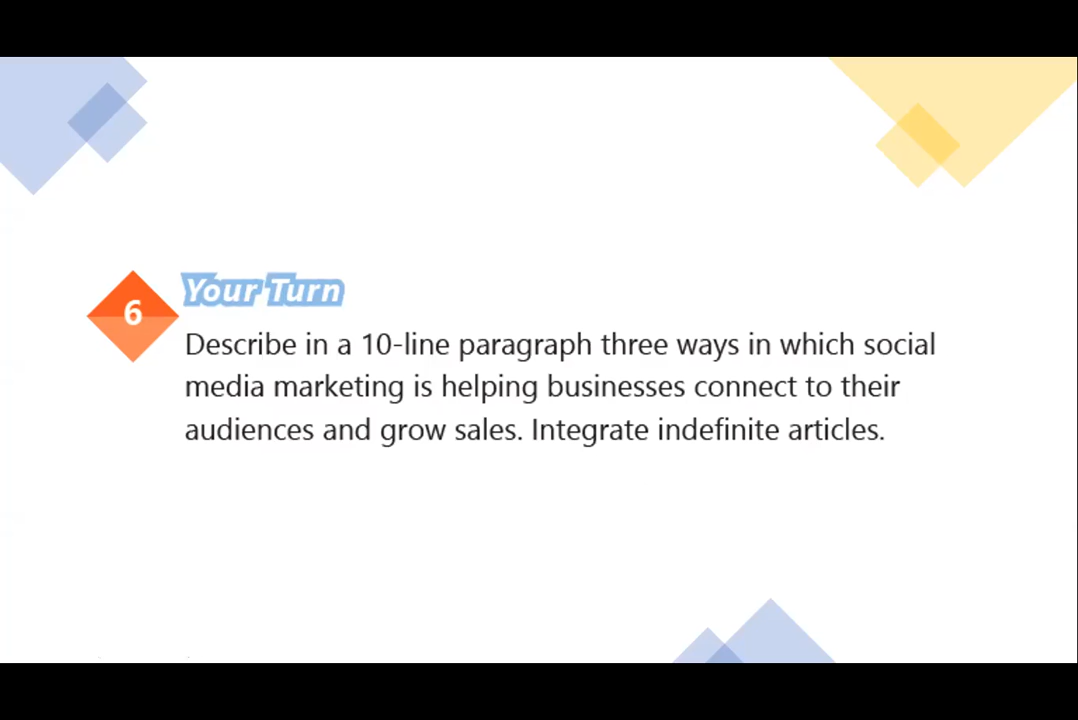 Your Turn
6
Describe in a 10-line paragraph three ways in which social
media marketing is helping businesses connect to their
audiences and grow sales. Integrate indefinite articles.